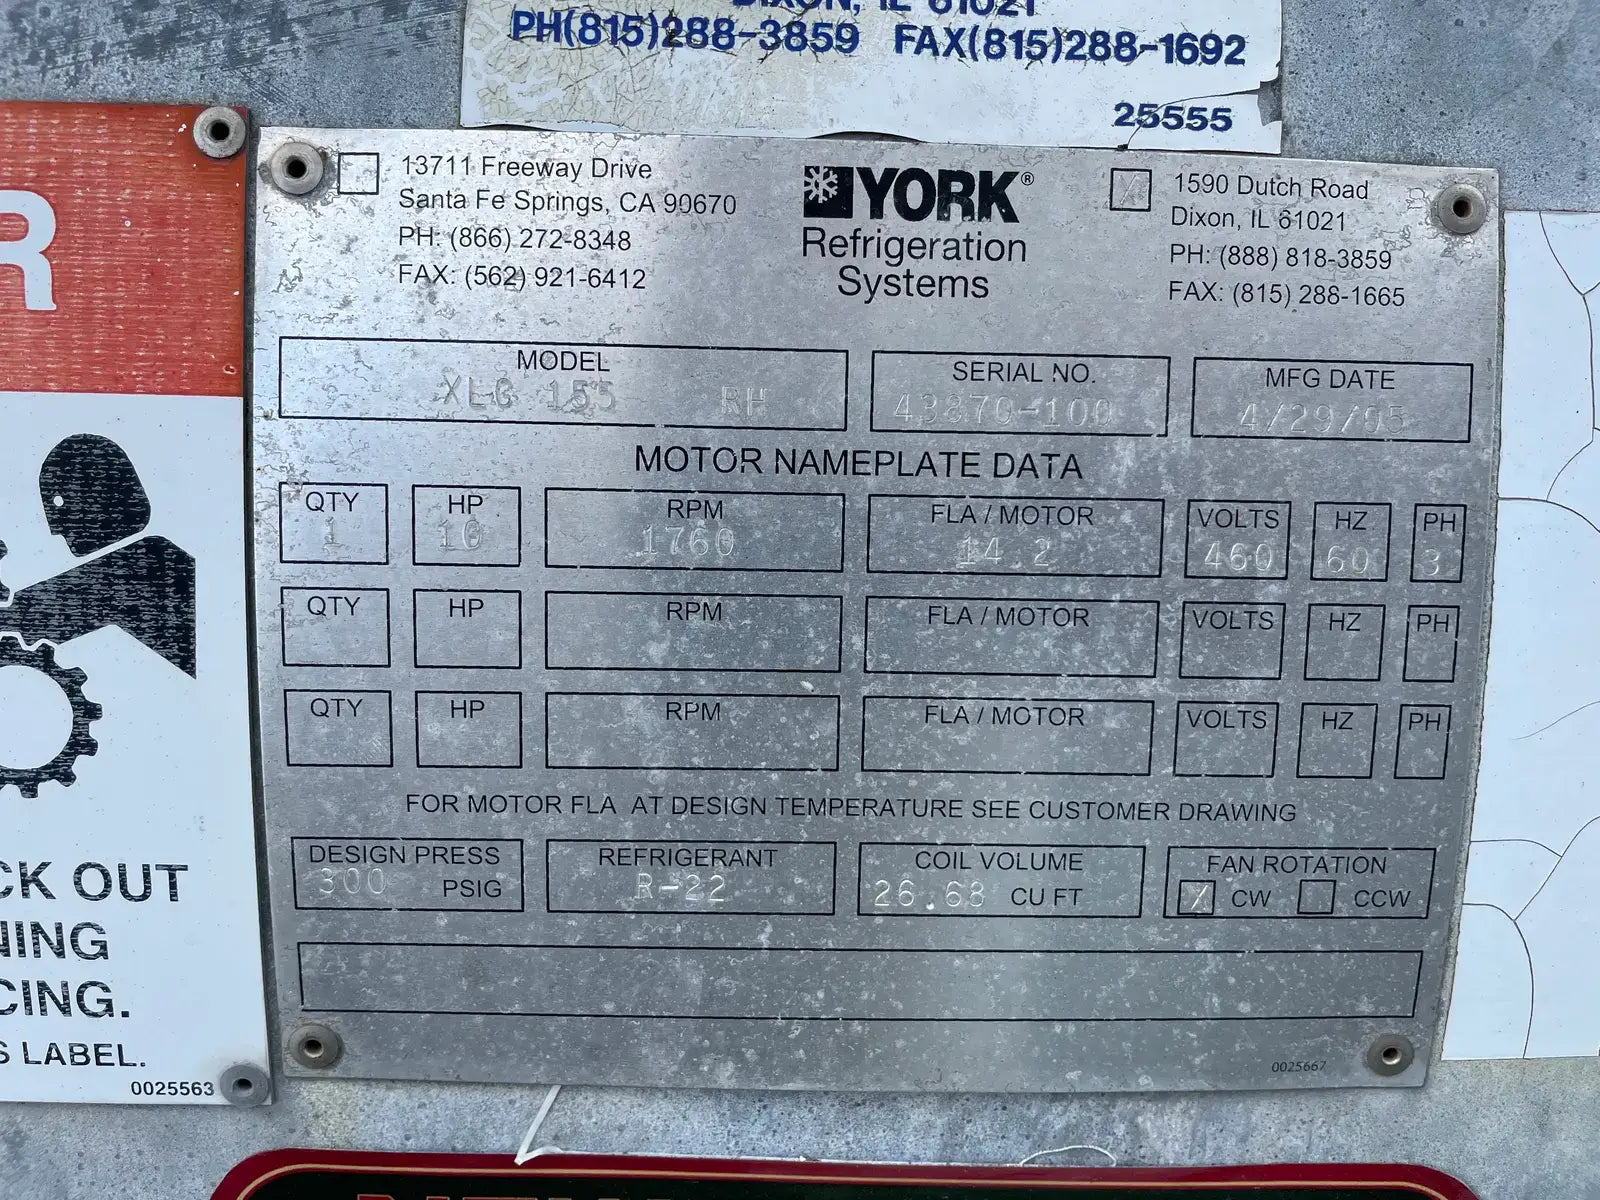 DIXON, IL 61021
PH(815)288-3859 FAX(815)288-1692
25555
13711 Freeway Drive
Santa Fe Springs, CA 90670
PH: (866) 272-8348
FAX: (562) 921-6412
YORK®
Refrigeration
Systems
1590 Dutch Road
Dixon, IL 61021
PH: (888) 818-3859
FAX: (815) 288-1665
MODEL
XLG 155 RH
SERIAL NO.
43870-100
MFG DATE
4/29/05
MOTOR NAMEPLATE DATA
QTY HP RPM FLA / MOTOR VOLTS HZ PH
1 10 1760 14.2 460 60 3
QTY HP RPM FLA / MOTOR VOLTS HZ PH
QTY HP RPM FLA / MOTOR VOLTS HZ PH
FOR MOTOR FLA AT DESIGN TEMPERATURE SEE CUSTOMER DRAWING
DESIGN PRESS
300 PSIG
REFRIGERANT
R-22
COIL VOLUME
26.68 CU FT
FAN ROTATION
X CW CCW
0025667
R
CK OUT
NING
CING.
S LABEL.
0025563